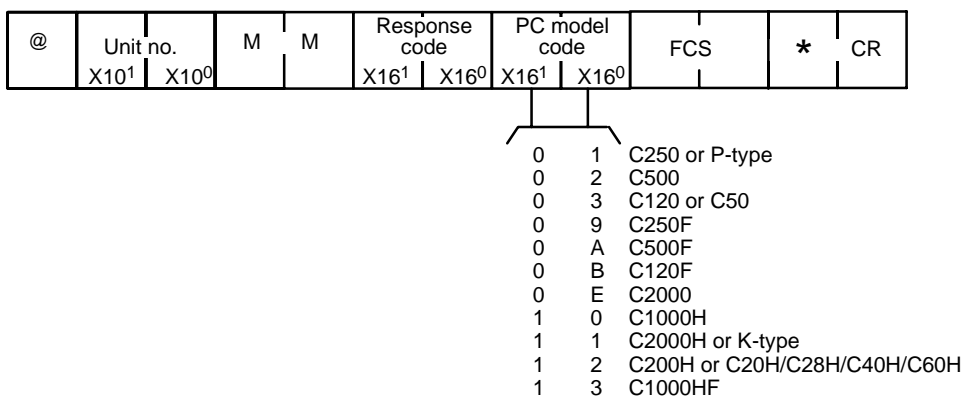 @ Unit no. M M Response code PC model code FCS * CR
X10¹ X10⁰ X16¹ X16⁰ X16¹ X16⁰
0 1 C250 or P-type
0 2 C500
0 3 C120 or C50
0 9 C250F
0 A C500F
0 B C120F
0 E C2000
1 0 C1000H
1 1 C2000H or K-type
1 2 C200H or C20H/C28H/C40H/C60H
1 3 C1000HF